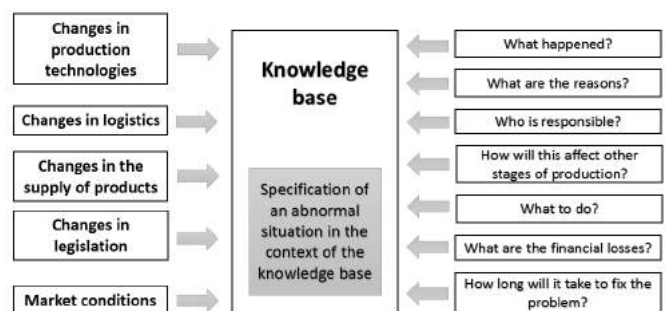 Changes in
production
technologies
Changes in logistics
Changes in the
supply of products
Changes in
legislation
Market conditions
Knowledge
base
Specification of
an abnormal
situation in the
context of the
knowledge base
What happened?
What are the reasons?
Who is responsible?
How will this affect other
stages of production?
What to do?
What are the financial losses?
How long will it take to fix the
problem?